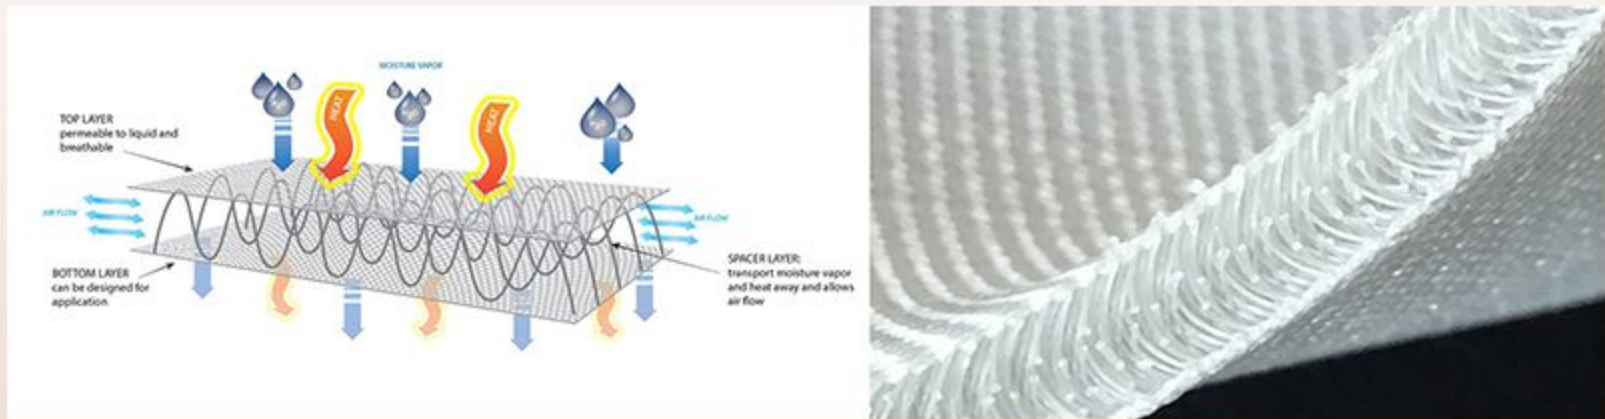 MOISTURE VAPOR
HEAT
HEAT
TOP LAYER
permeable to liquid and
breathable
AIR FLOW
AIR FLOW
BOTTOM LAYER
can be designed for
application
SPACER LAYER:
transport moisture vapor
and heat away and allows
air flow